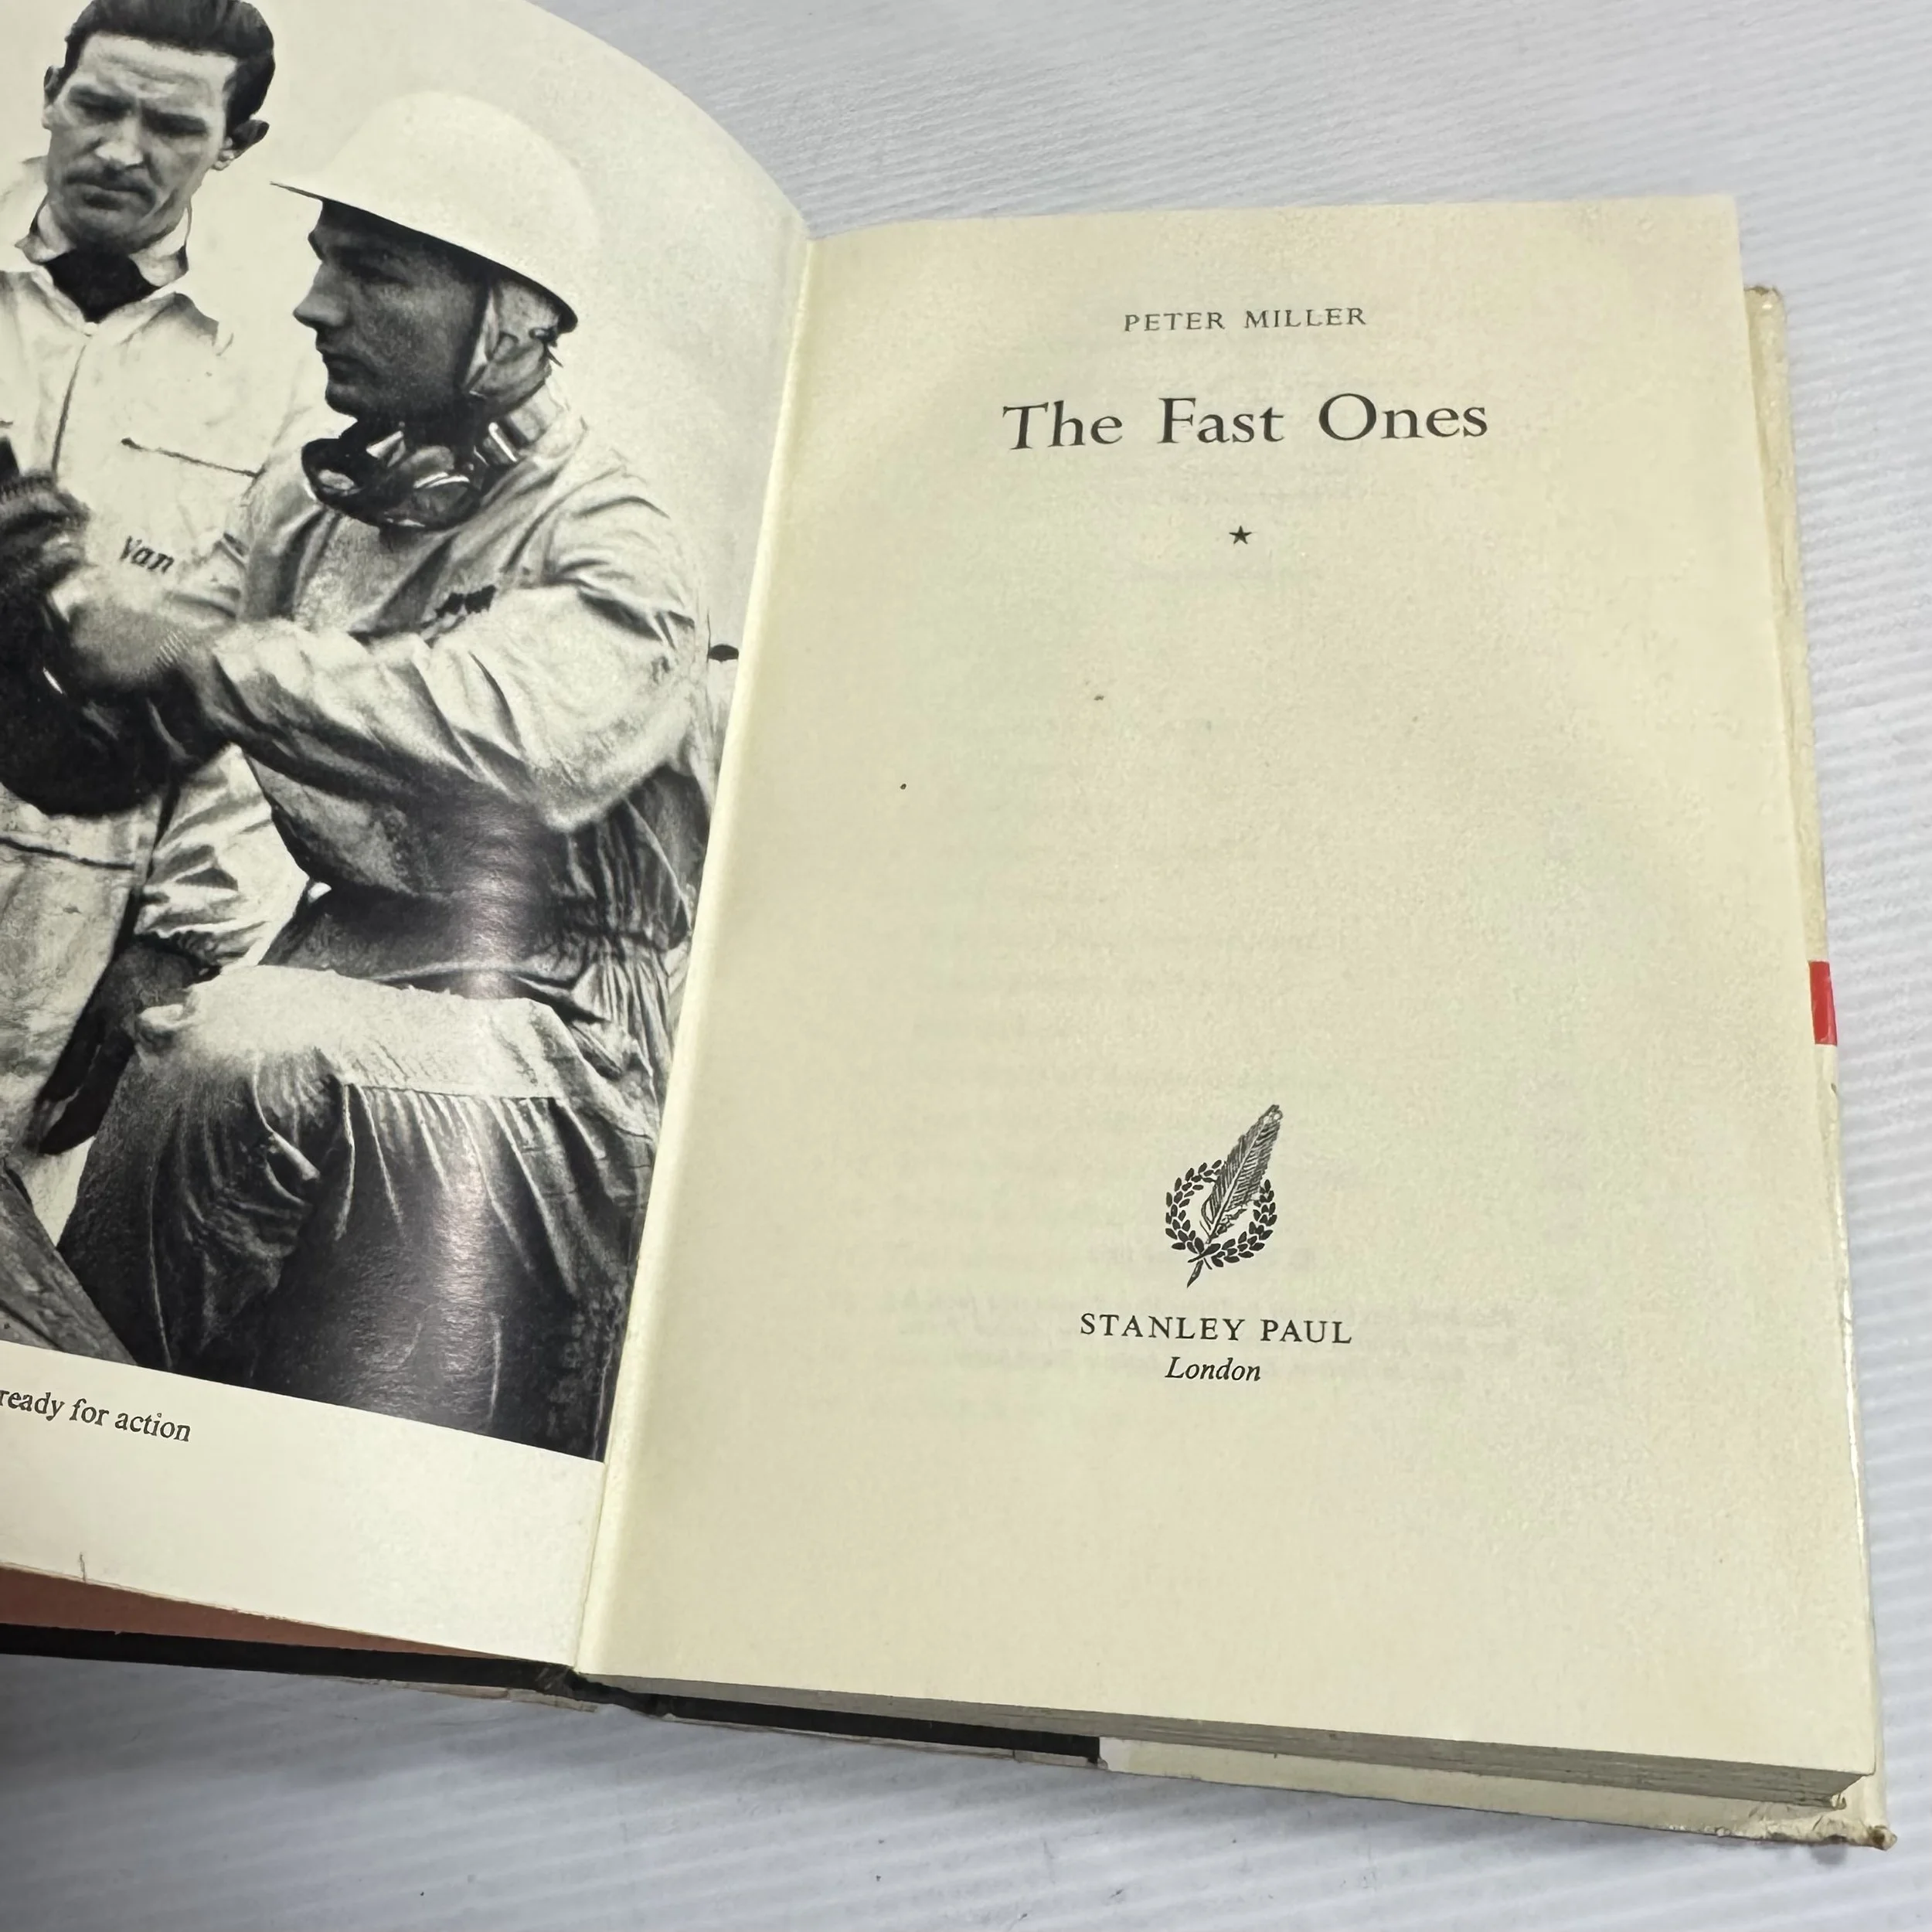 Van
ready for action
PETER MILLER
The Fast Ones
STANLEY PAUL
London